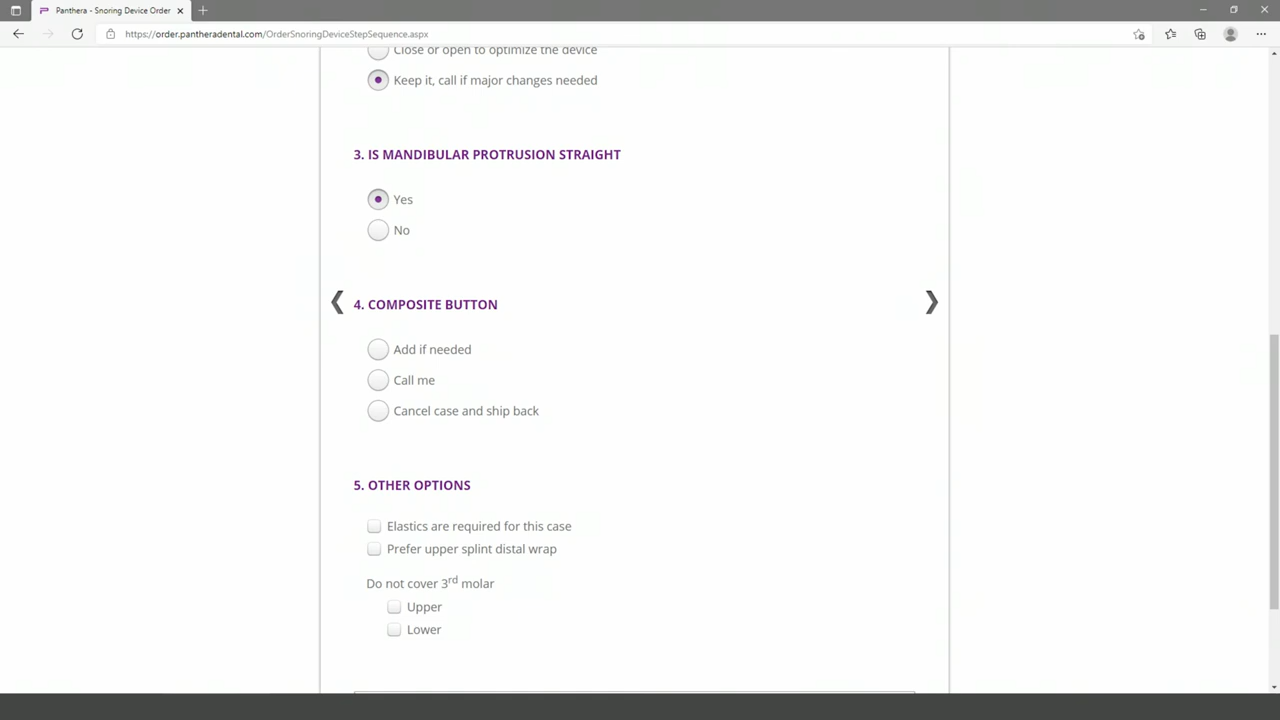 Panthera - Snoring Device Order
https://order.pantheradental.com/OrderSnoringDeviceStepSequence.aspx
Close or open to optimize the device
Keep it, call if major changes needed
3. IS MANDIBULAR PROTRUSION STRAIGHT
Yes
No
4. COMPOSITE BUTTON
Add if needed
Call me
Cancel case and ship back
5. OTHER OPTIONS
Elastics are required for this case
Prefer upper splint distal wrap
Do not cover 3rd molar
Upper
Lower